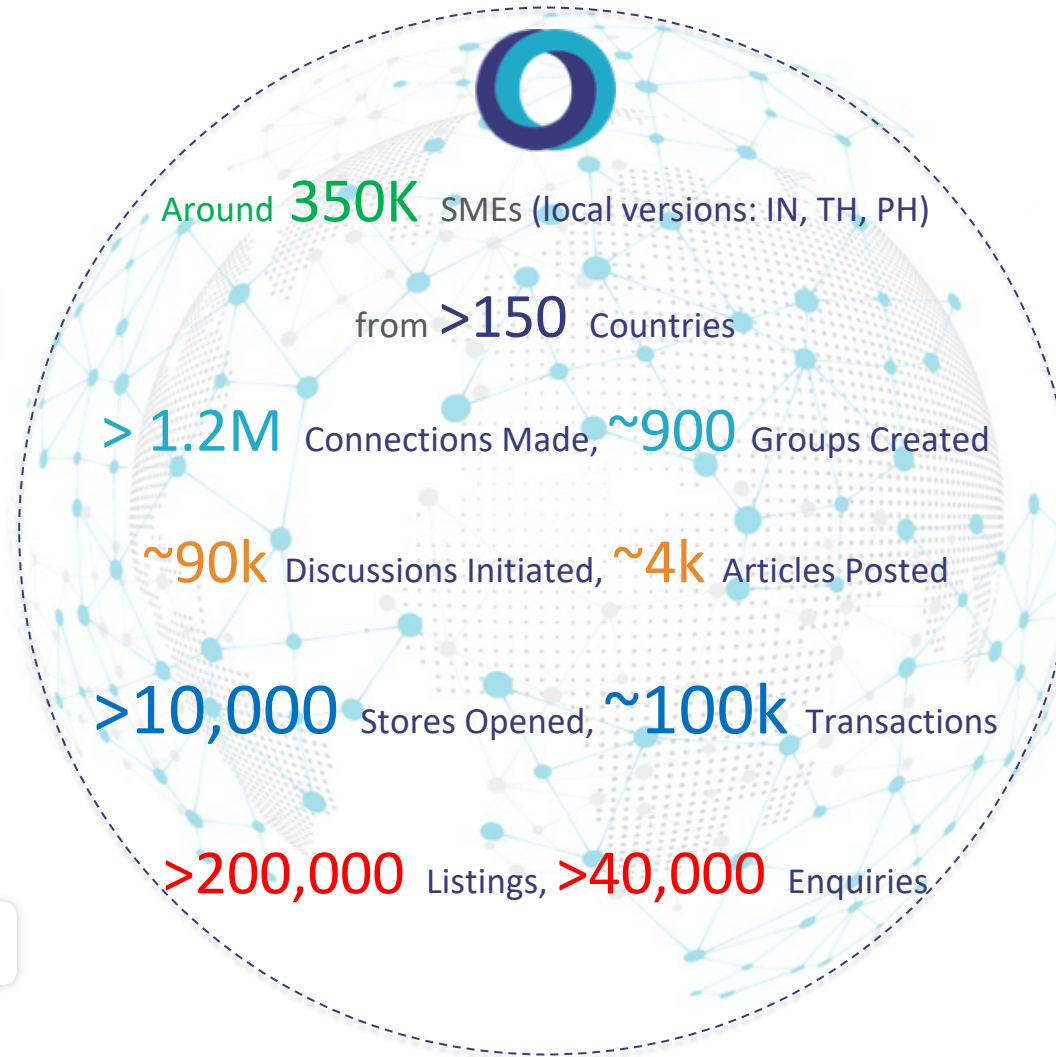 Around 350K SMEs (local versions: IN, TH, PH)
from >150 Countries
> 1.2M Connections Made, ~900 Groups Created
~90k Discussions Initiated, ~4k Articles Posted
>10,000 Stores Opened, ~100k Transactions
>200,000 Listings, >40,000 Enquiries